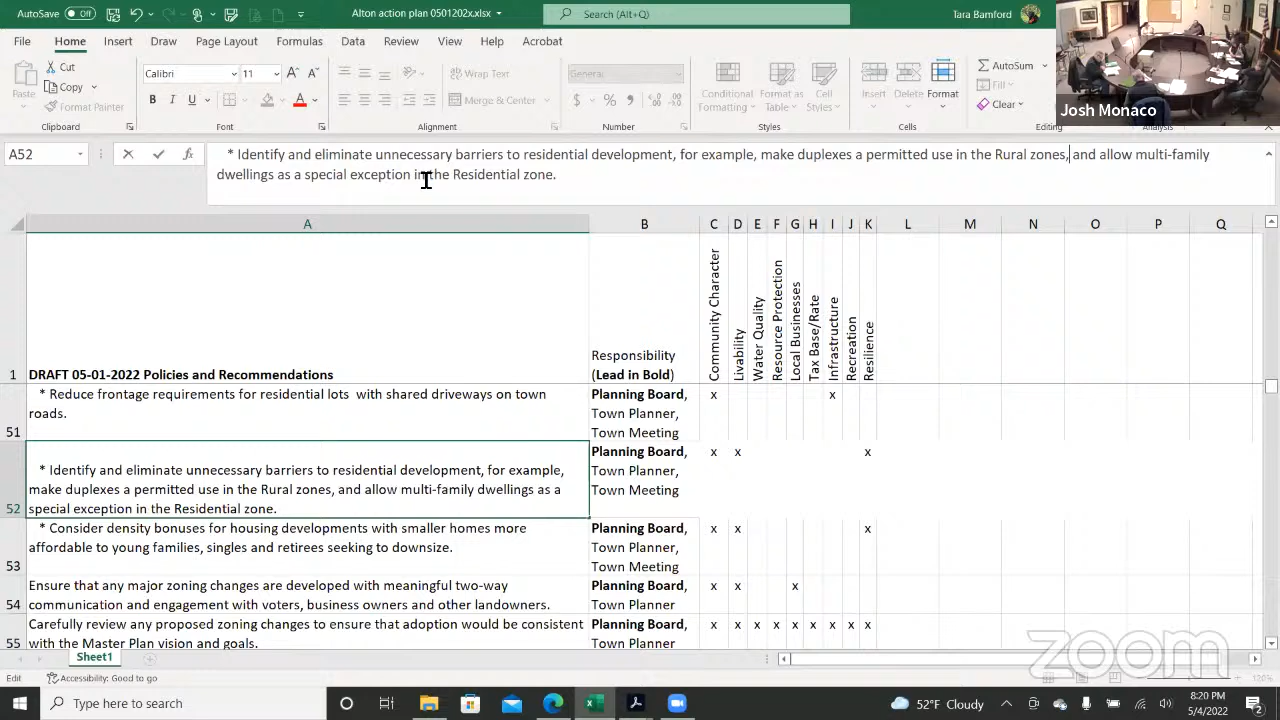 AutoSave Off Alton action plan 0501202x.xlsx Search (Alt+Q) Tara Bamford
File Home Insert Draw Page Layout Formulas Data Review View Help Acrobat
Paste Cut Copy Format Painter
Clipboard
Calibri 11
B I U
Font
Wrap Text
Merge & Center
Alignment
General
$ % ,
Number
Conditional Formatting Format as Table Cell Styles
Styles
Insert Delete Format
Cells
AutoSum
Fill
Clear
Editing
Analysis
Josh Monaco
A52
* Identify and eliminate unnecessary barriers to residential development, for example, make duplexes a permitted use in the Rural zones, and allow multi-family
dwellings as a special exception in the Residential zone.
A B C D E F G H I J K L M N O P Q
1
DRAFT 05-01-2022 Policies and Recommendations
Responsibility
(Lead in Bold)
Community Character
Livability
Water Quality
Resource Protection
Local Businesses
Tax Base/Rate
Infrastructure
Recreation
Resilience
51
* Reduce frontage requirements for residential lots with shared driveways on town
roads.
Planning Board,
Town Planner,
Town Meeting
x x
52
* Identify and eliminate unnecessary barriers to residential development, for example,
make duplexes a permitted use in the Rural zones, and allow multi-family dwellings as a
special exception in the Residential zone.
Planning Board,
Town Planner,
Town Meeting
x x x
53
* Consider density bonuses for housing developments with smaller homes more
affordable to young families, singles and retirees seeking to downsize.
Planning Board,
Town Planner,
Town Meeting
x x x
54
Ensure that any major zoning changes are developed with meaningful two-way
communication and engagement with voters, business owners and other landowners.
Planning Board,
Town Planner
x x x
55
Carefully review any proposed zoning changes to ensure that adoption would be consistent
with the Master Plan vision and goals.
Planning Board,
Town Planner
x x x x x x x x x
Sheet1
zoom
Edit Accessibility: Good to go 120%
Type here to search
52°F Cloudy
8:20 PM
5/4/2022
2